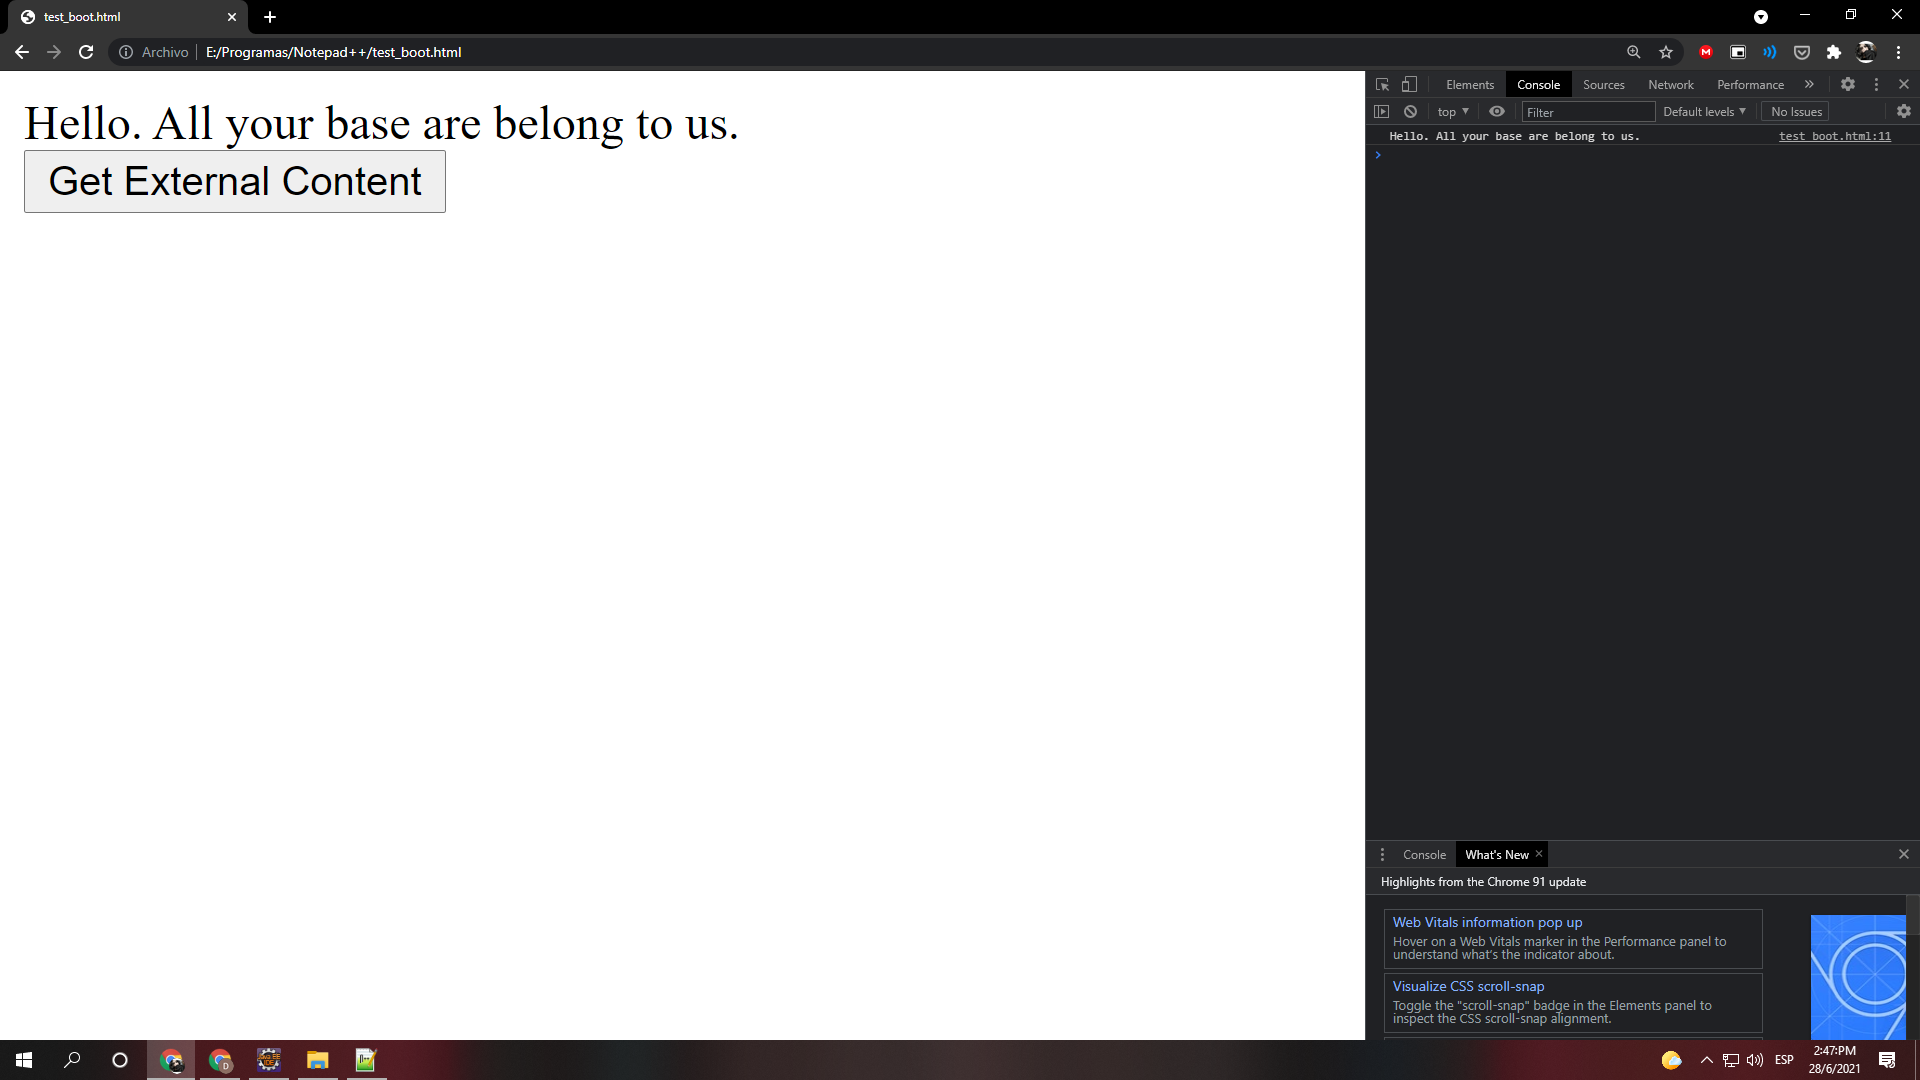 test_boot.html
Archivo
E:/Programas/Notepad++/test_boot.html
Hello. All your base are belong to us.
Get External Content
Elements
Console
Sources
Network
Performance
top
Filter
Default levels
No Issues
Hello. All your base are belong to us.
test_boot.html:11
Console
What's New
Highlights from the Chrome 91 update
Web Vitals information pop up
Hover on a Web Vitals marker in the Performance panel to
understand what's the indicator about.
Visualize CSS scroll-snap
Toggle the "scroll-snap" badge in the Elements panel to
inspect the CSS scroll-snap alignment.
D
ESP
2:47:PM
28/6/2021